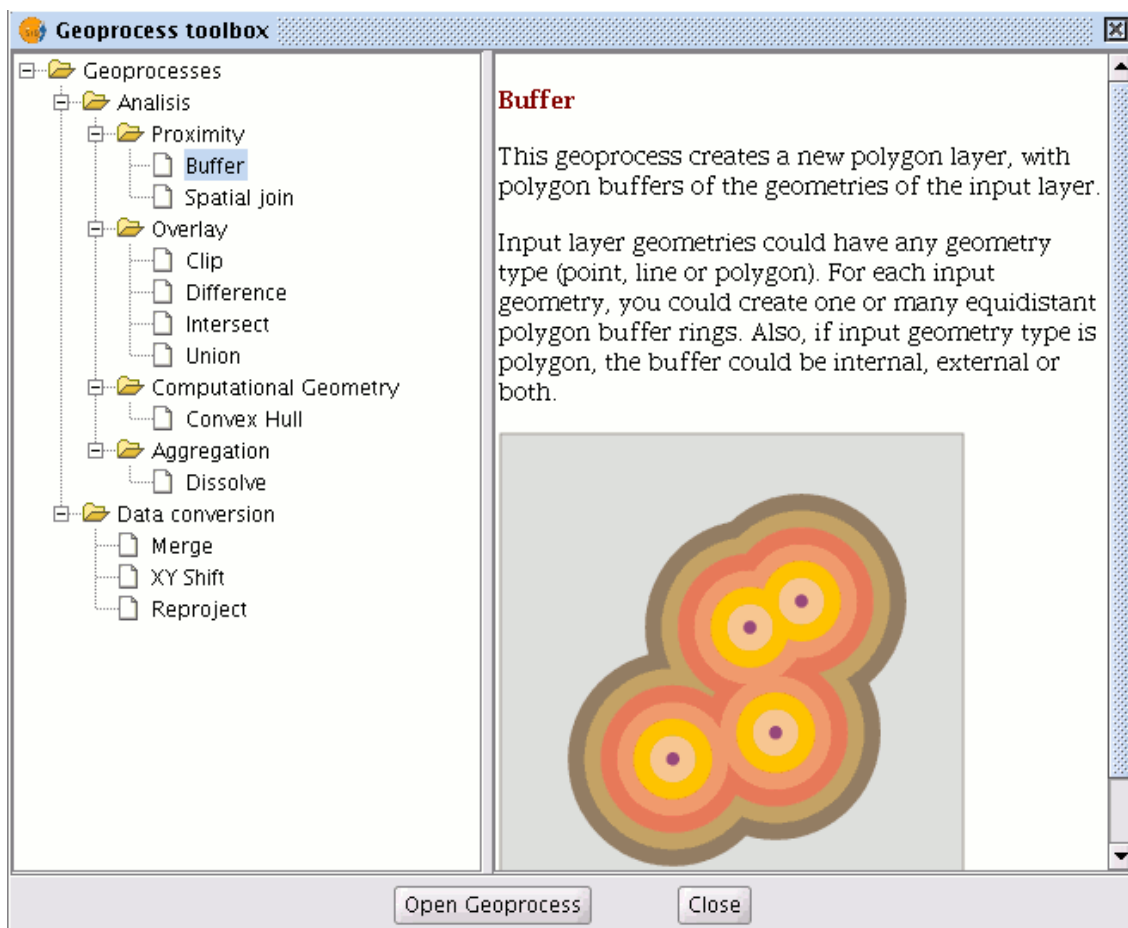 Geoprocess toolbox
Geoprocesses
Analisis
Proximity
Buffer
Spatial join
Overlay
Clip
Difference
Intersect
Union
Computational Geometry
Convex Hull
Aggregation
Dissolve
Data conversion
Merge
XY Shift
Reproject
Buffer
This geoprocess creates a new polygon layer, with
polygon buffers of the geometries of the input layer.
Input layer geometries could have any geometry
type (point, line or polygon). For each input
geometry, you could create one or many equidistant
polygon buffer rings. Also, if input geometry type is
polygon, the buffer could be internal, external or
both.
Open Geoprocess
Close